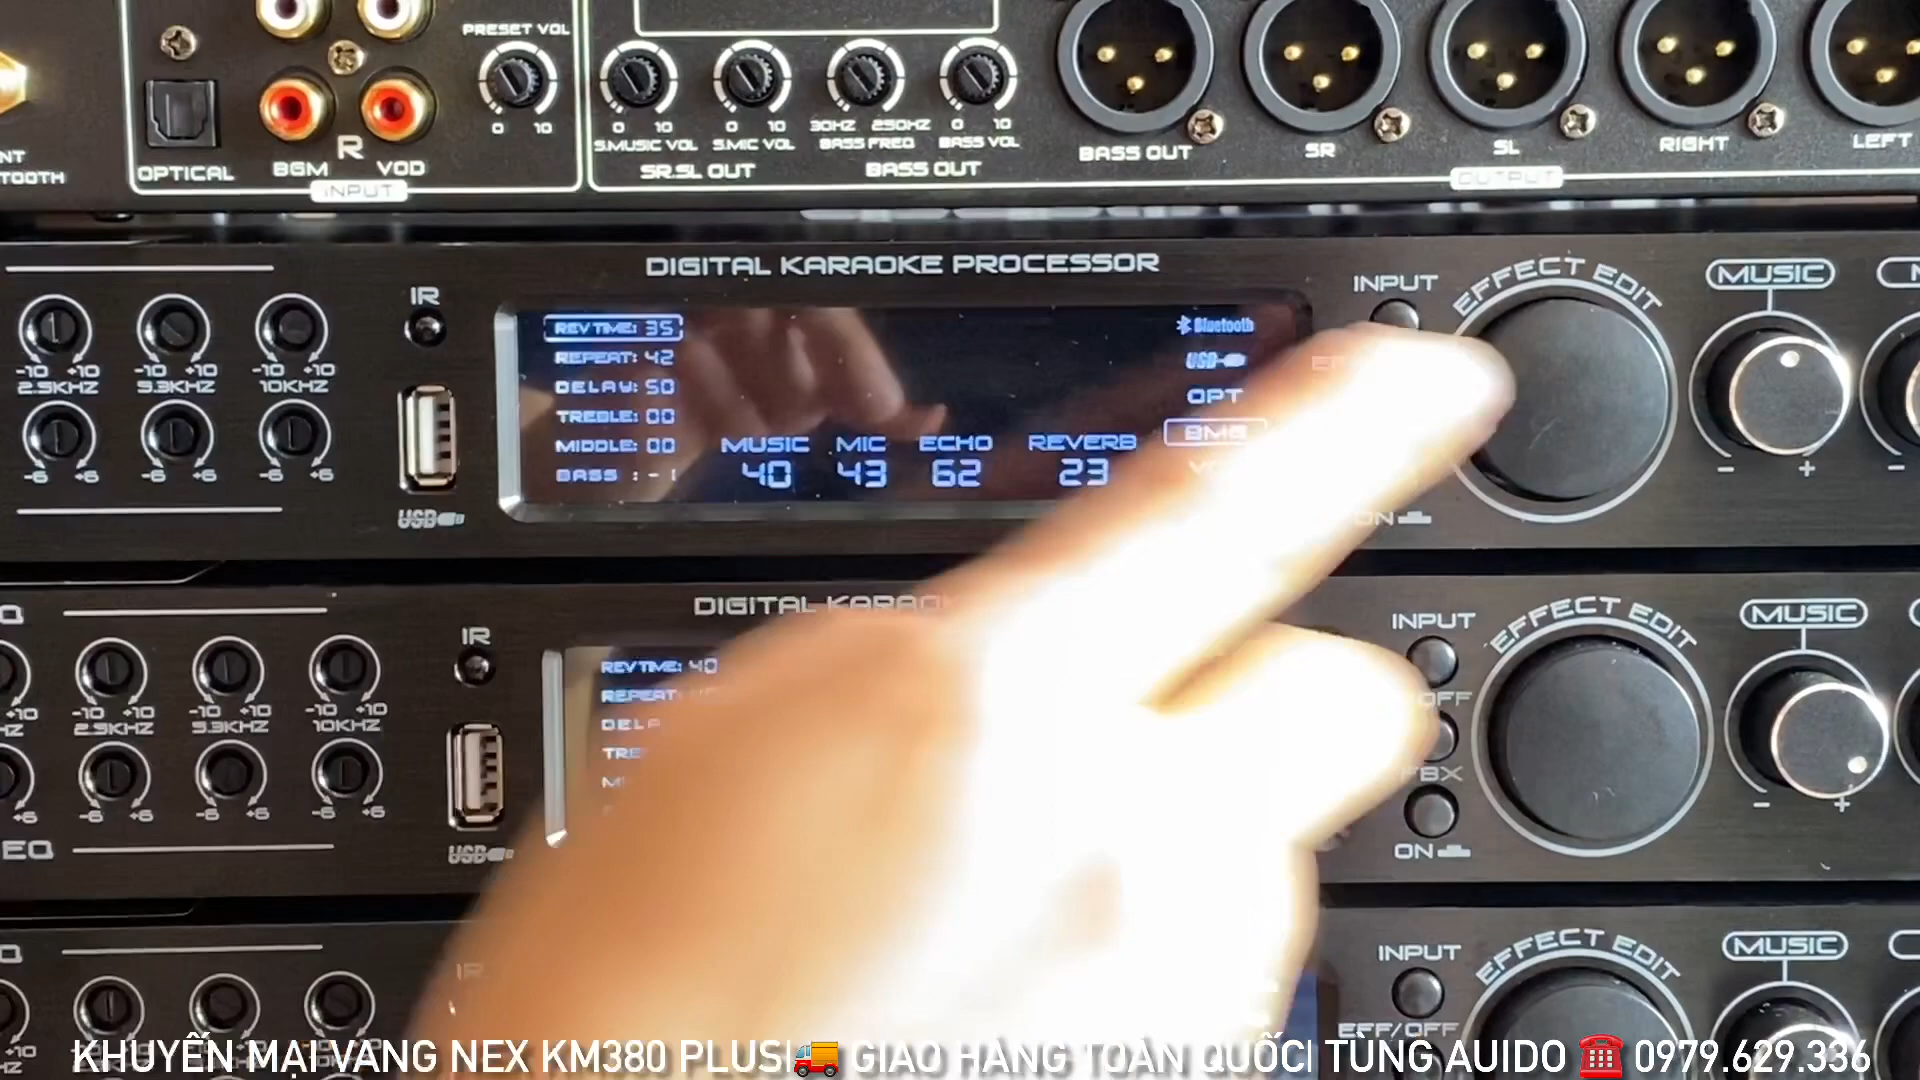 PRESET VOL
0 10
OPTICAL
BGM R VOD
INPUT
0 10 0 10 30HZ 250HZ 0 10
S.MUSIC VOL S.MIC VOL BASS FREQ BASS VOL
SR.SL OUT BASS OUT
BASS OUT SR SL RIGHT LEFT
OUTPUT
DIGITAL KARAOKE PROCESSOR
IR
-10 +10 -10 +10 -10 +10
2.5KHZ 5.3KHZ 10KHZ
-6 +6 -6 +6 -6 +6
USB
REV TIME: 35
REPEAT: 42
DELAY: 50
TREBLE: 00
MIDDLE: 00
BASS : -1
MUSIC MIC ECHO REVERB
40 43 62 23
Bluetooth
USB
OPT
BMG
INPUT
EFFECT EDIT
MUSIC
- +
ON
DIGITAL
IR
+10 -10 +10 -10 +10 -10 +10
2.5KHZ 5.3KHZ 10KHZ
+6 -6 +6 -6 +6 -6 +6
EQ
USB
REV TIME: 40
REPEAT:
INPUT
EFFECT EDIT
MUSIC
- +
FBX
ON
INPUT
EFFECT EDIT
MUSIC
EFF/OFF
KHUYẾN MẠI VANG NEX KM380 PLUS|🚚 GIAO HÀNG TOÀN QUỐC| TÙNG AUIDO ☎️ 0979.629.336